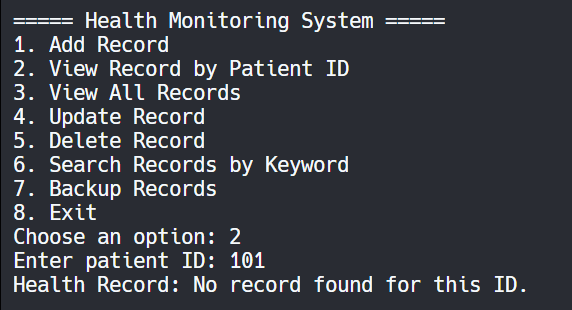 ===== Health Monitoring System =====
1. Add Record
2. View Record by Patient ID
3. View All Records
4. Update Record
5. Delete Record
6. Search Records by Keyword
7. Backup Records
8. Exit
Choose an option: 2
Enter patient ID: 101
Health Record: No record found for this ID.